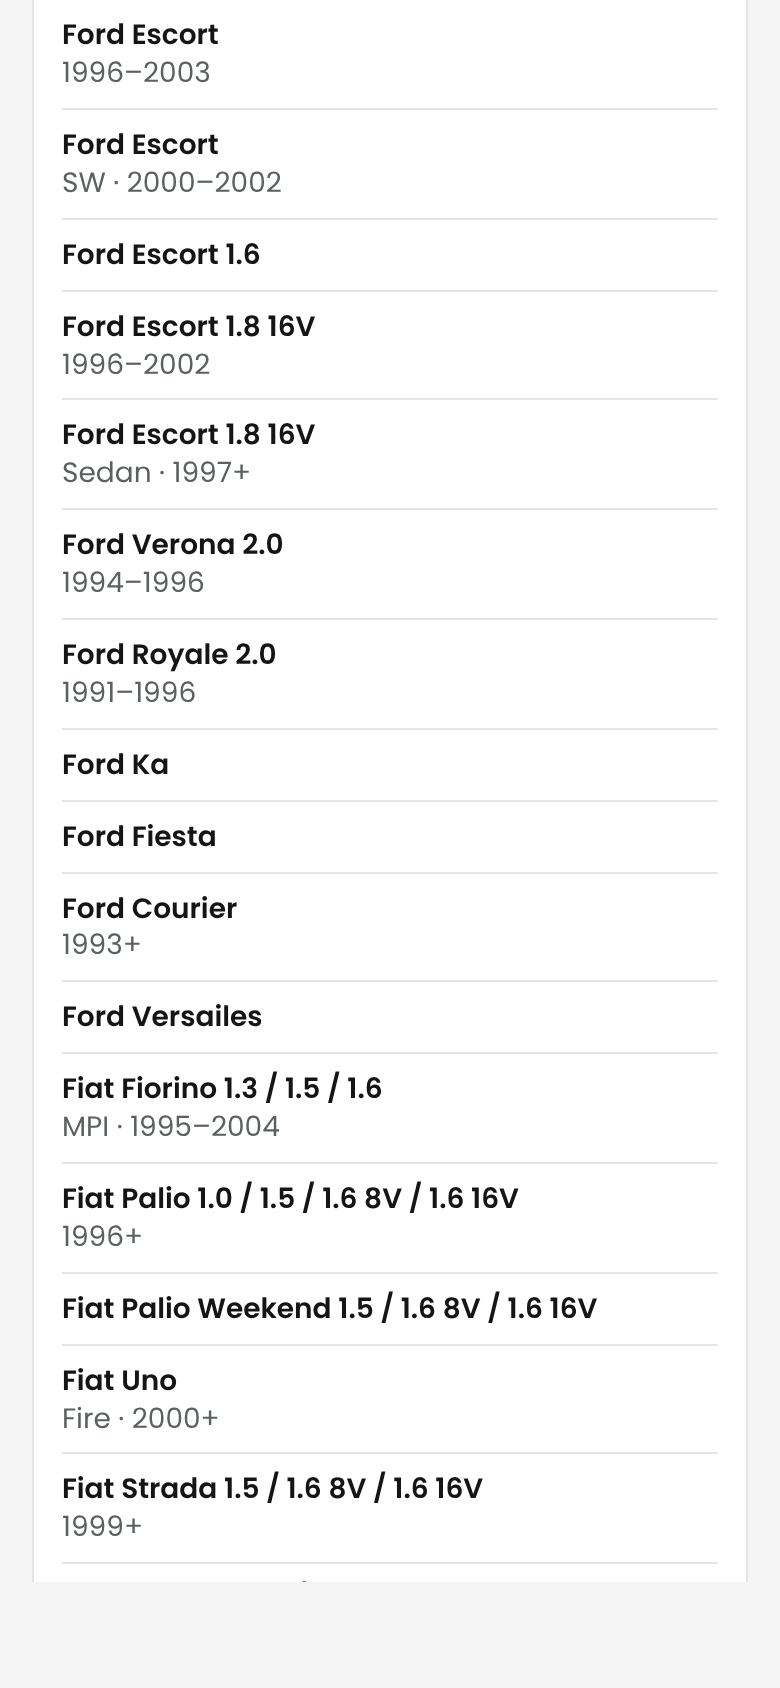 Ford Escort
1996–2003
Ford Escort
SW · 2000–2002
Ford Escort 1.6
Ford Escort 1.8 16V
1996–2002
Ford Escort 1.8 16V
Sedan · 1997+
Ford Verona 2.0
1994–1996
Ford Royale 2.0
1991–1996
Ford Ka
Ford Fiesta
Ford Courier
1993+
Ford Versailes
Fiat Fiorino 1.3 / 1.5 / 1.6
MPI · 1995–2004
Fiat Palio 1.0 / 1.5 / 1.6 8V / 1.6 16V
1996+
Fiat Palio Weekend 1.5 / 1.6 8V / 1.6 16V
Fiat Uno
Fire · 2000+
Fiat Strada 1.5 / 1.6 8V / 1.6 16V
1999+